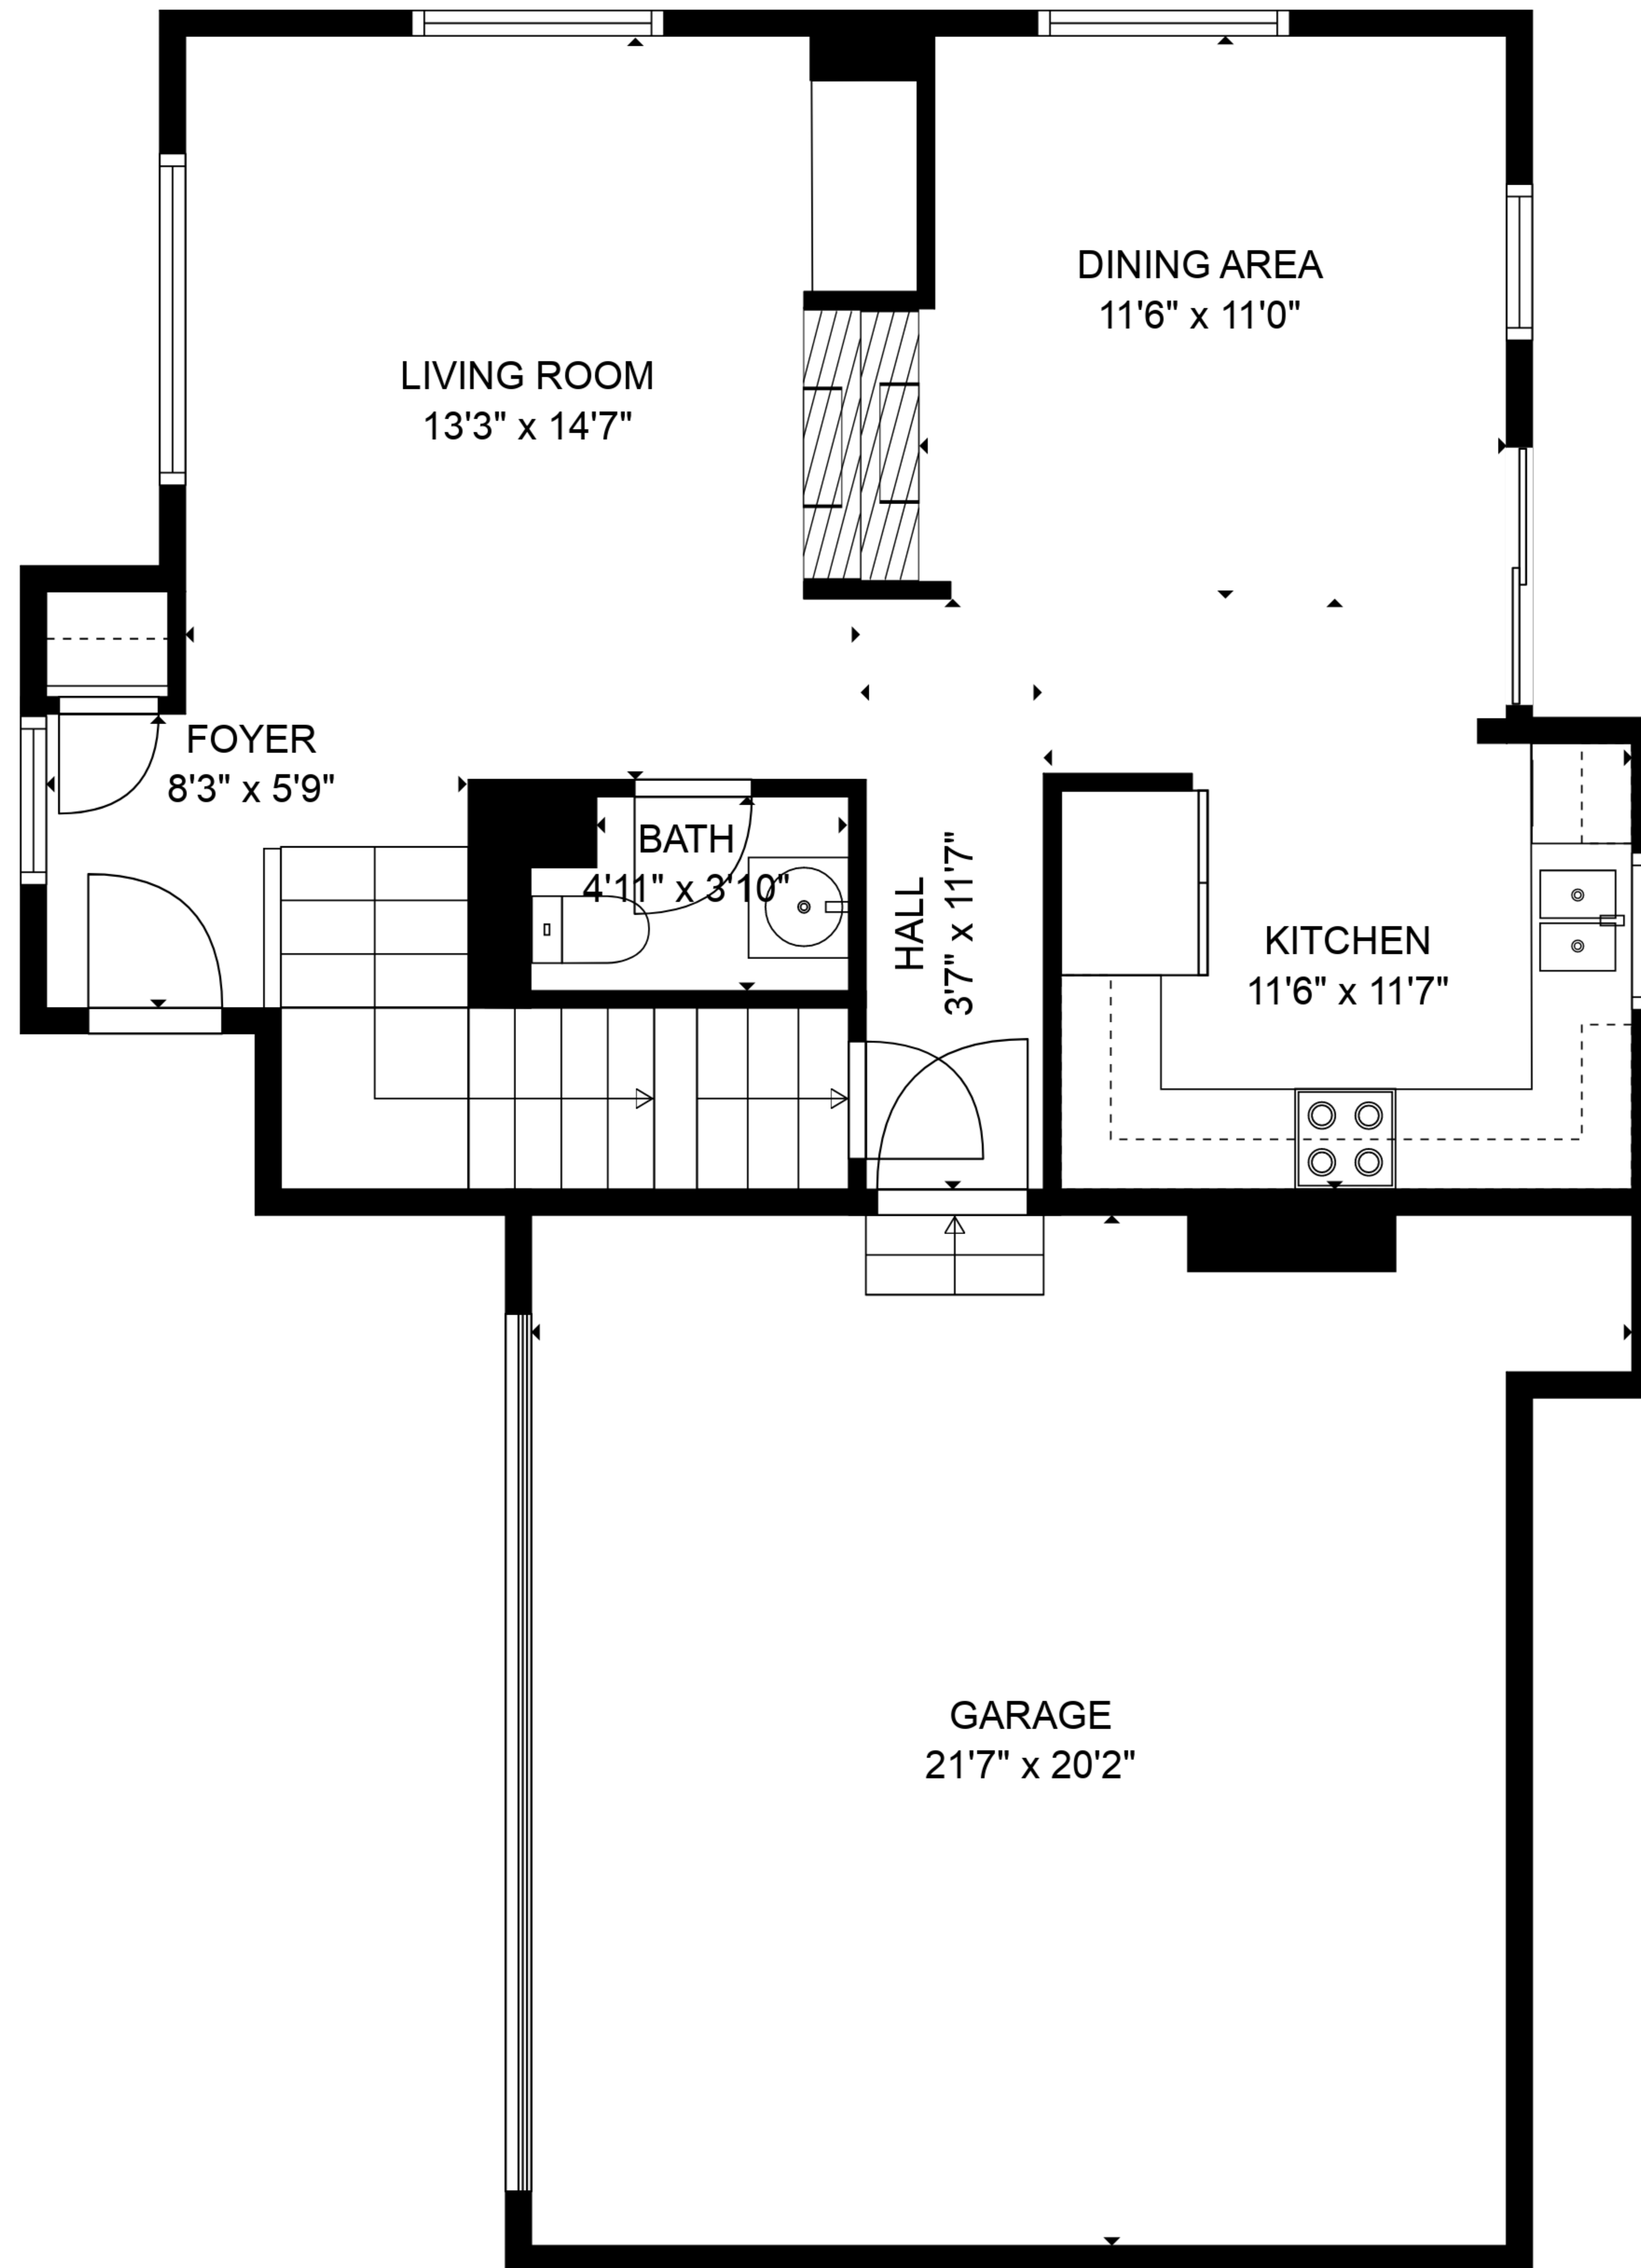 DINING AREA
11'6" x 11'0"
LIVING ROOM
13'3" x 14'7"
FOYER
8'3" x 5'9"
BATH
4'11" x 3'10"
HALL
3'7" x 11'7"
KITCHEN
11'6" x 11'7"
GARAGE
21'7" x 20'2"